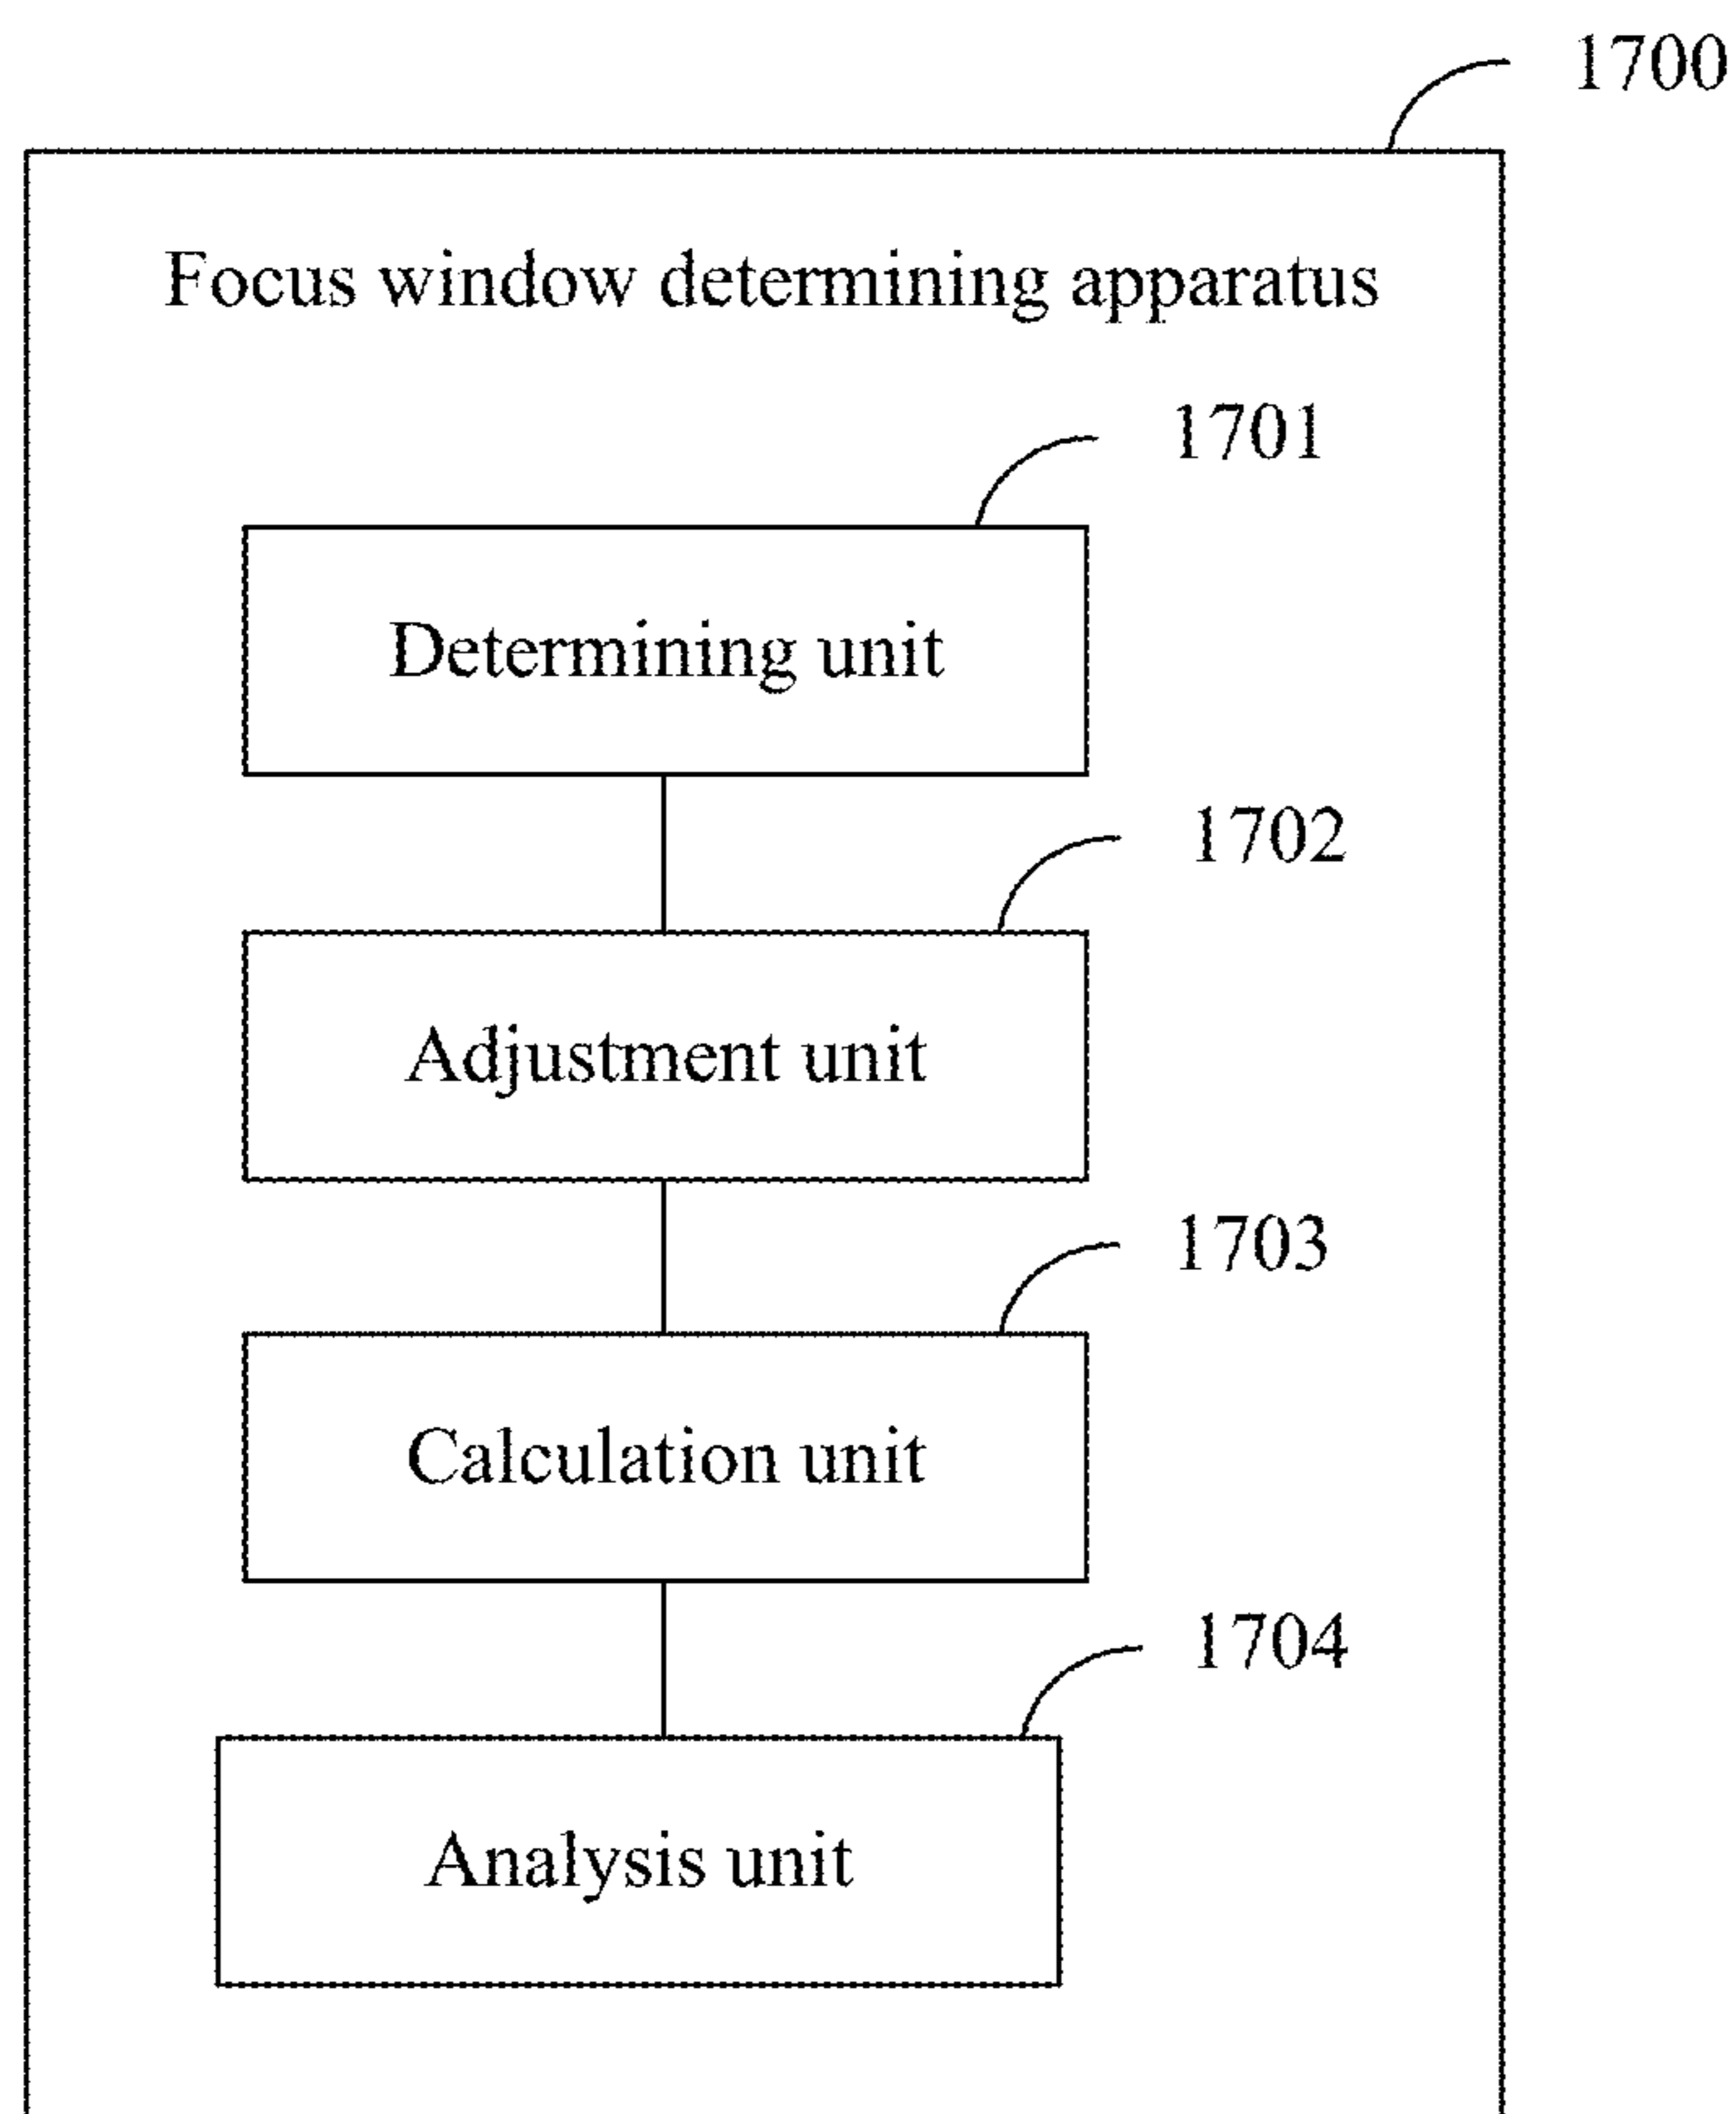 1700
Focus window determining apparatus
1701
Determining unit
1702
Adjustment unit
1703
Calculation unit
1704
Analysis unit